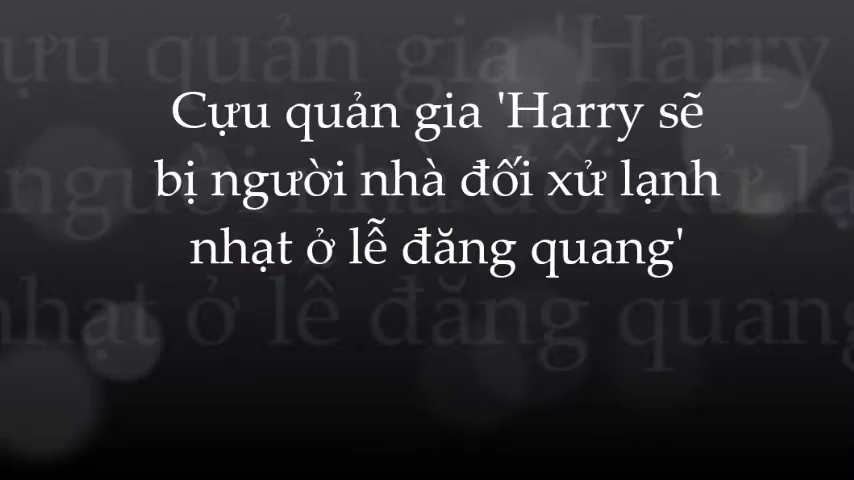 Cựu quản gia 'Harry sẽ
bị người nhà đối xử lạnh
nhạt ở lễ đăng quang'